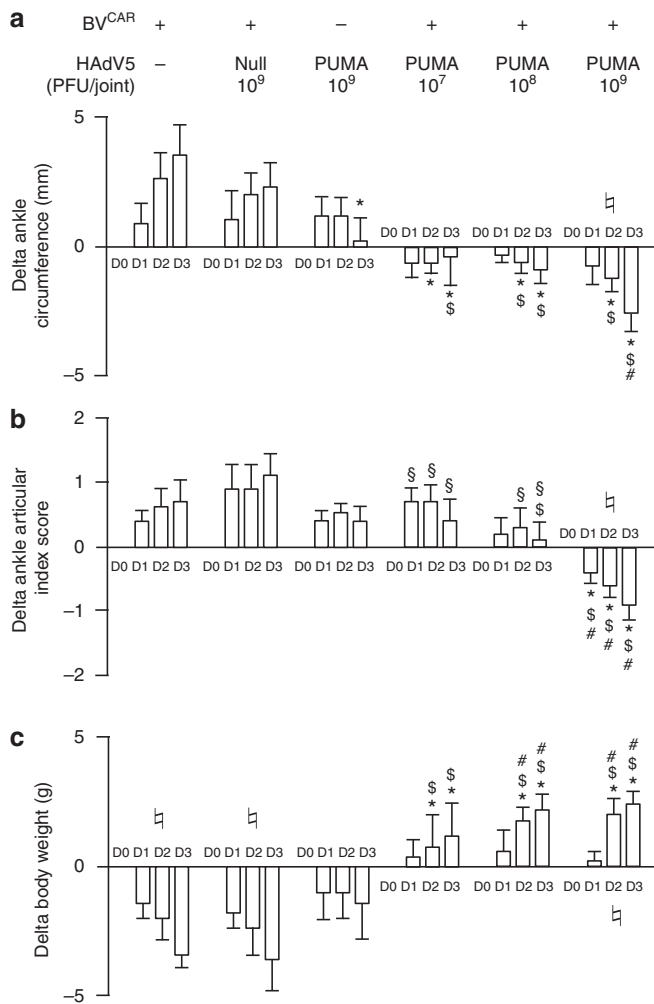 a
BV^CAR + + – + + +
HAdV5 – Null PUMA PUMA PUMA PUMA
(PFU/joint) 10^9 10^9 10^7 10^8 10^9
Delta ankle
circumference (mm)
5
0
−5
♮
D0 D1 D2 D3 D0 D1 D2 D3 D0 D1 D2 D3 D0 D1 D2 D3 D0 D1 D2 D3 D0 D1 D2 D3
*
* *
$
* *
$ $
* *
$ $
#
b
Delta ankle articular
index score
2
1
0
−1
−2
§ § §
§ §
$
♮
D0 D1 D2 D3 D0 D1 D2 D3 D0 D1 D2 D3 D0 D1 D2 D3 D0 D1 D2 D3 D0 D1 D2 D3
* * *
$ $ $
# # #
c
Delta body weight (g)
5
0
−5
♮ ♮
$ $
* *
# #
$ $
* *
# #
$ $
* *
D0 D1 D2 D3 D0 D1 D2 D3 D0 D1 D2 D3 D0 D1 D2 D3 D0 D1 D2 D3 D0 D1 D2 D3
♮